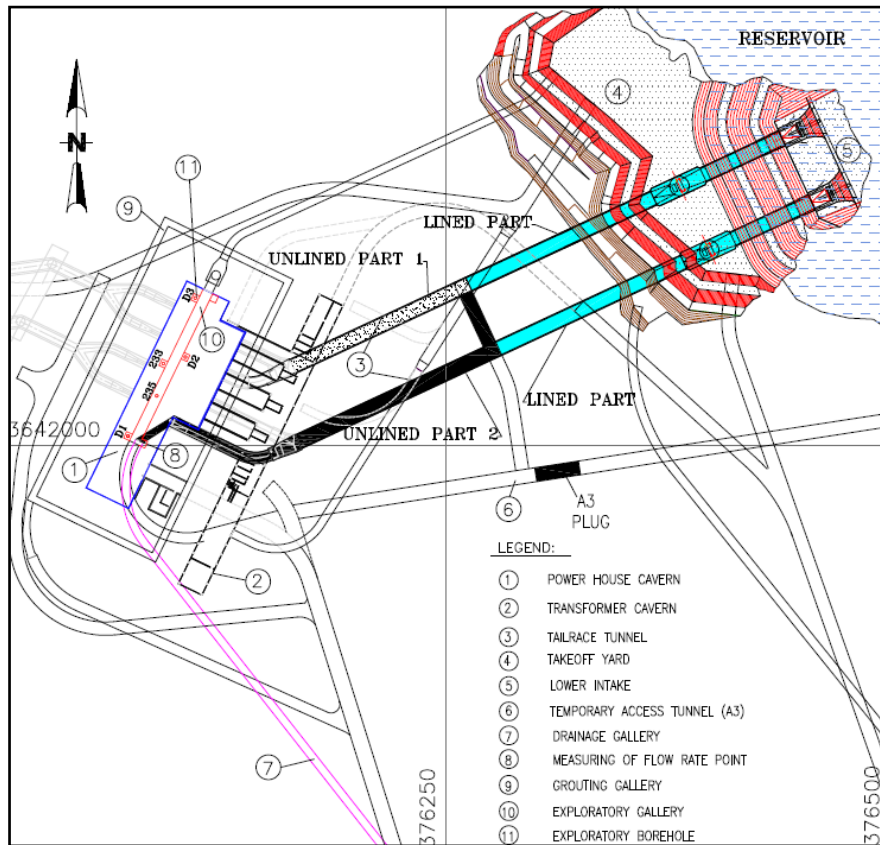 RESERVOIR
4
5
N
11
9
LINED PART
UNLINED PART 1
D3
10
3
233
D2
235
LINED PART
3642000
D1
UNLINED PART 2
1
8
6
A3
PLUG
2
7
376250
376500
LEGEND:
1 POWER HOUSE CAVERN
2 TRANSFORMER CAVERN
3 TAILRACE TUNNEL
4 TAKEOFF YARD
5 LOWER INTAKE
6 TEMPORARY ACCESS TUNNEL (A3)
7 DRAINAGE GALLERY
8 MEASURING OF FLOW RATE POINT
9 GROUTING GALLERY
10 EXPLORATORY GALLERY
11 EXPLORATORY BOREHOLE